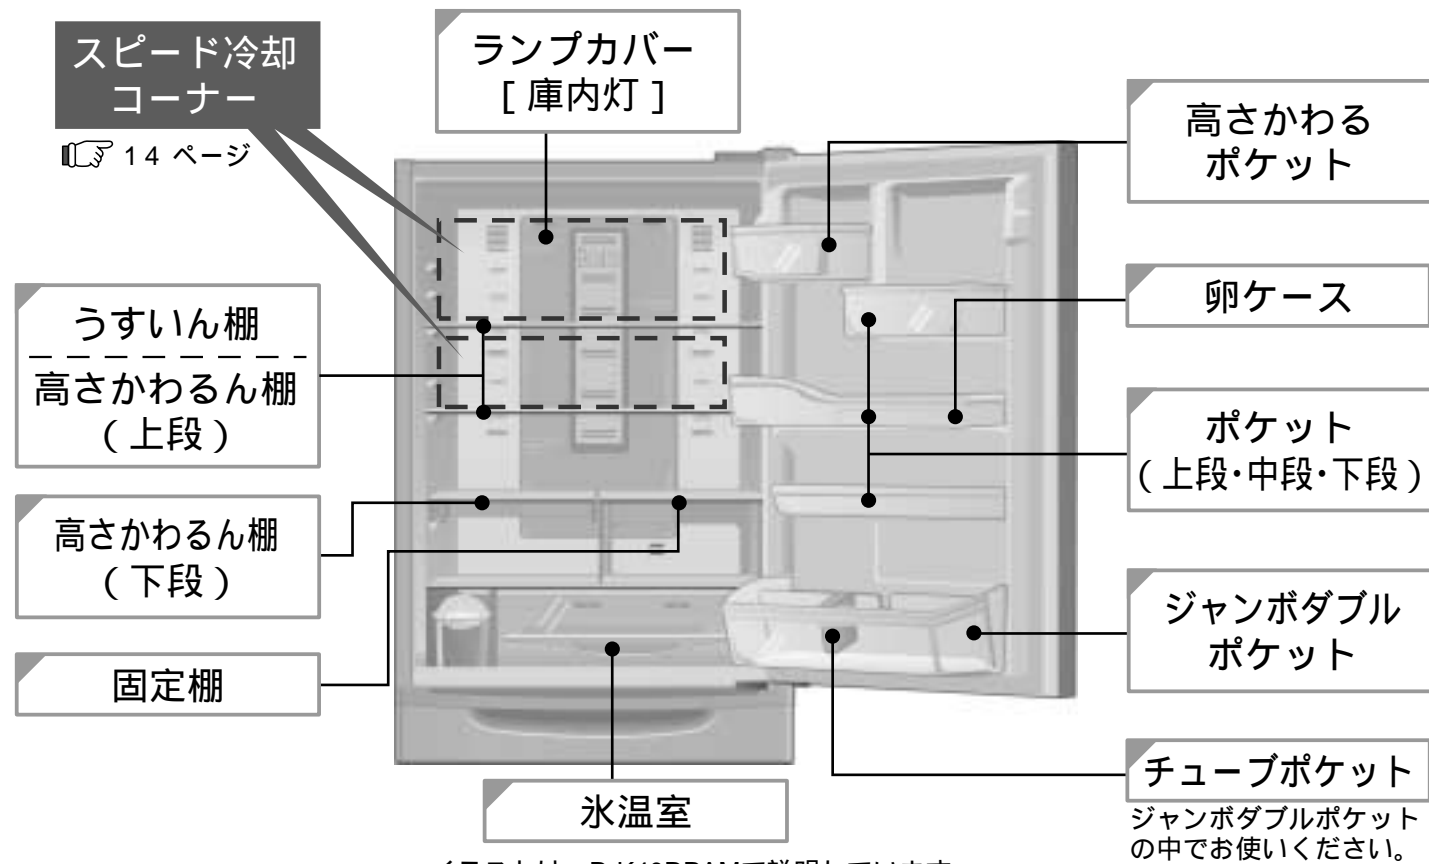 スピード冷却
コーナー
14 ページ
ランプカバー
[ 庫内灯 ]
高さかわる
ポケット
卵ケース
うすいん棚
高さかわるん棚
( 上段 )
ポケット
( 上段・中段・下段 )
高さかわるん棚
( 下段 )
ジャンボダブル
ポケット
固定棚
チューブポケット
ジャンボダブルポケット
の中でお使いください。
氷温室